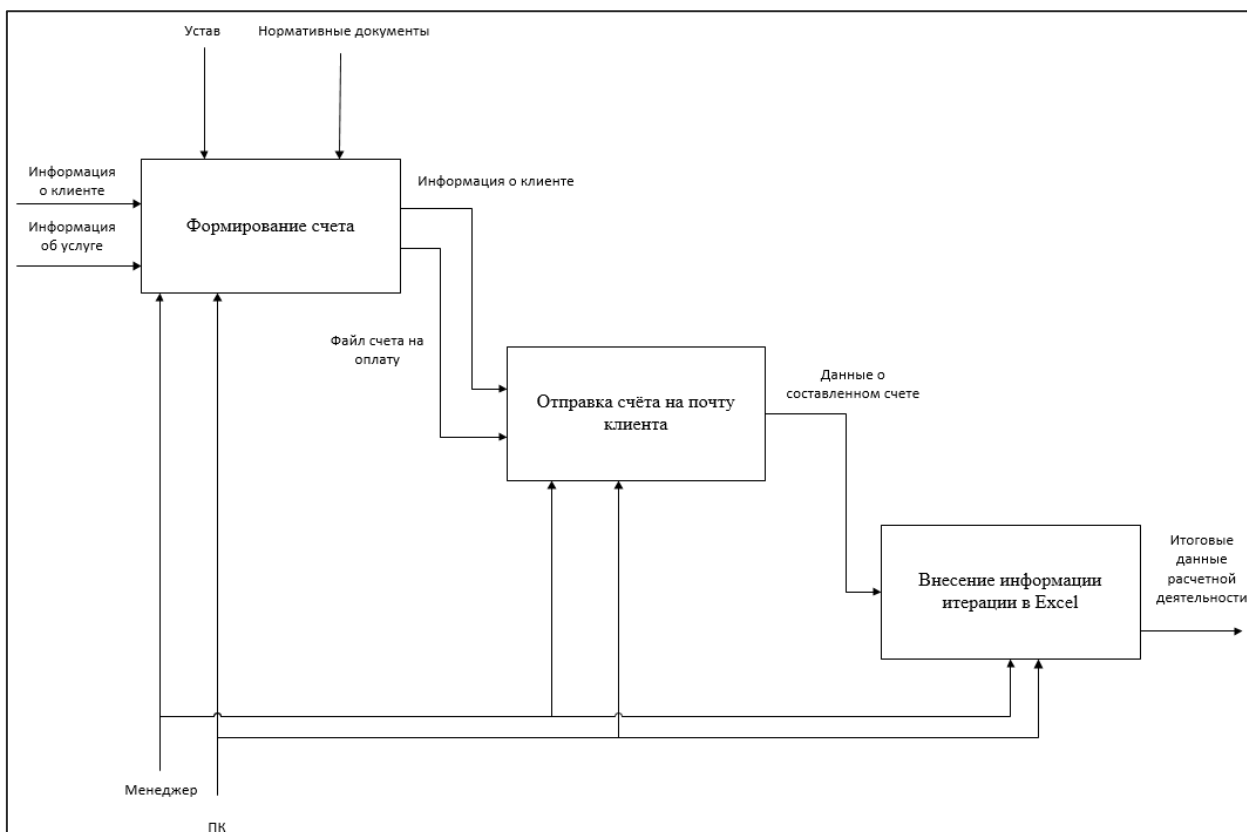 Устав
Нормативные документы
Информация
о клиенте
Информация
об услуге
Формирование счета
Информация о клиенте
Файл счета на
оплату
Отправка счёта на почту
клиента
Данные о
составленном счете
Внесение информации
итерации в Excel
Итоговые
данные
расчетной
деятельности
Менеджер
ПК